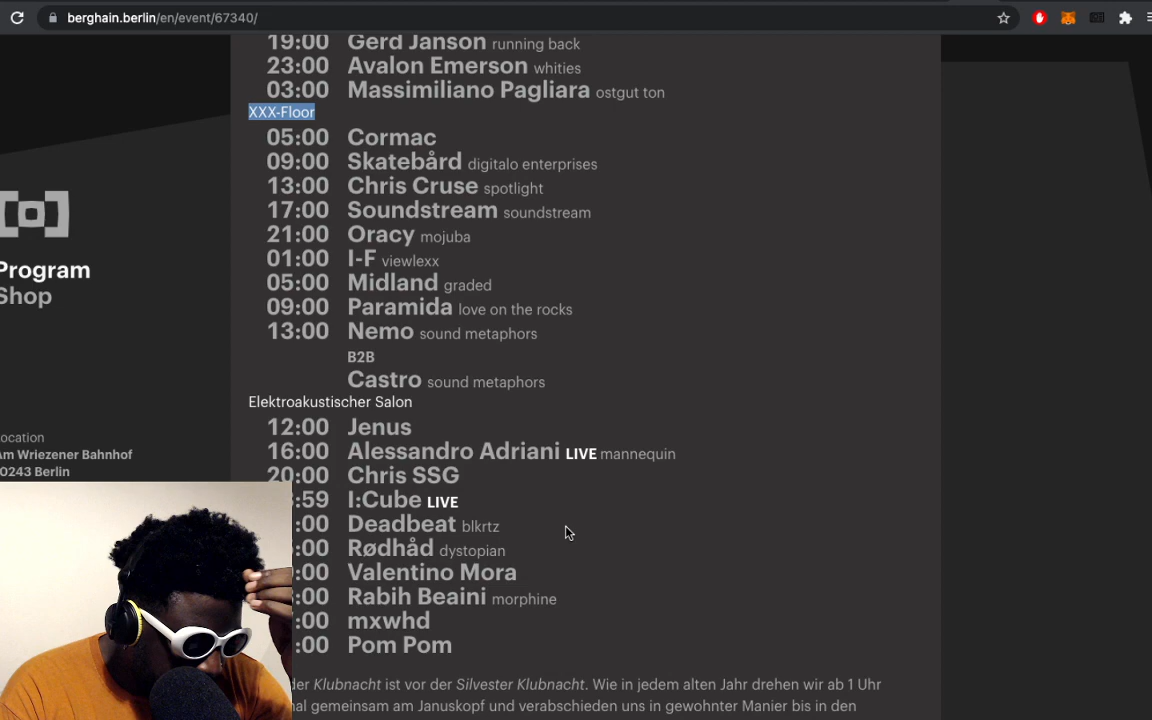 berghain.berlin/en/event/67340/
19:00 Gerd Janson running back
23:00 Avalon Emerson whities
03:00 Massimiliano Pagliara ostgut ton
XXX-Floor
05:00 Cormac
09:00 Skatebård digitalo enterprises
13:00 Chris Cruse spotlight
17:00 Soundstream soundstream
21:00 Oracy mojuba
01:00 I-F viewlexx
05:00 Midland graded
09:00 Paramida love on the rocks
13:00 Nemo sound metaphors
B2B
Castro sound metaphors
Elektroakustischer Salon
12:00 Jenus
16:00 Alessandro Adriani LIVE mannequin
20:00 Chris SSG
:59 I:Cube LIVE
:00 Deadbeat blkrtz
:00 Rødhåd dystopian
:00 Valentino Mora
:00 Rabih Beaini morphine
:00 mxwhd
:00 Pom Pom
der Klubnacht ist vor der Silvester Klubnacht. Wie in jedem alten Jahr drehen wir ab 1 Uhr
al gemeinsam am Januskopf und verabschieden uns in gewohnter Manier bis in den
Program
Shop
ocation
Am Wriezener Bahnhof
0243 Berlin